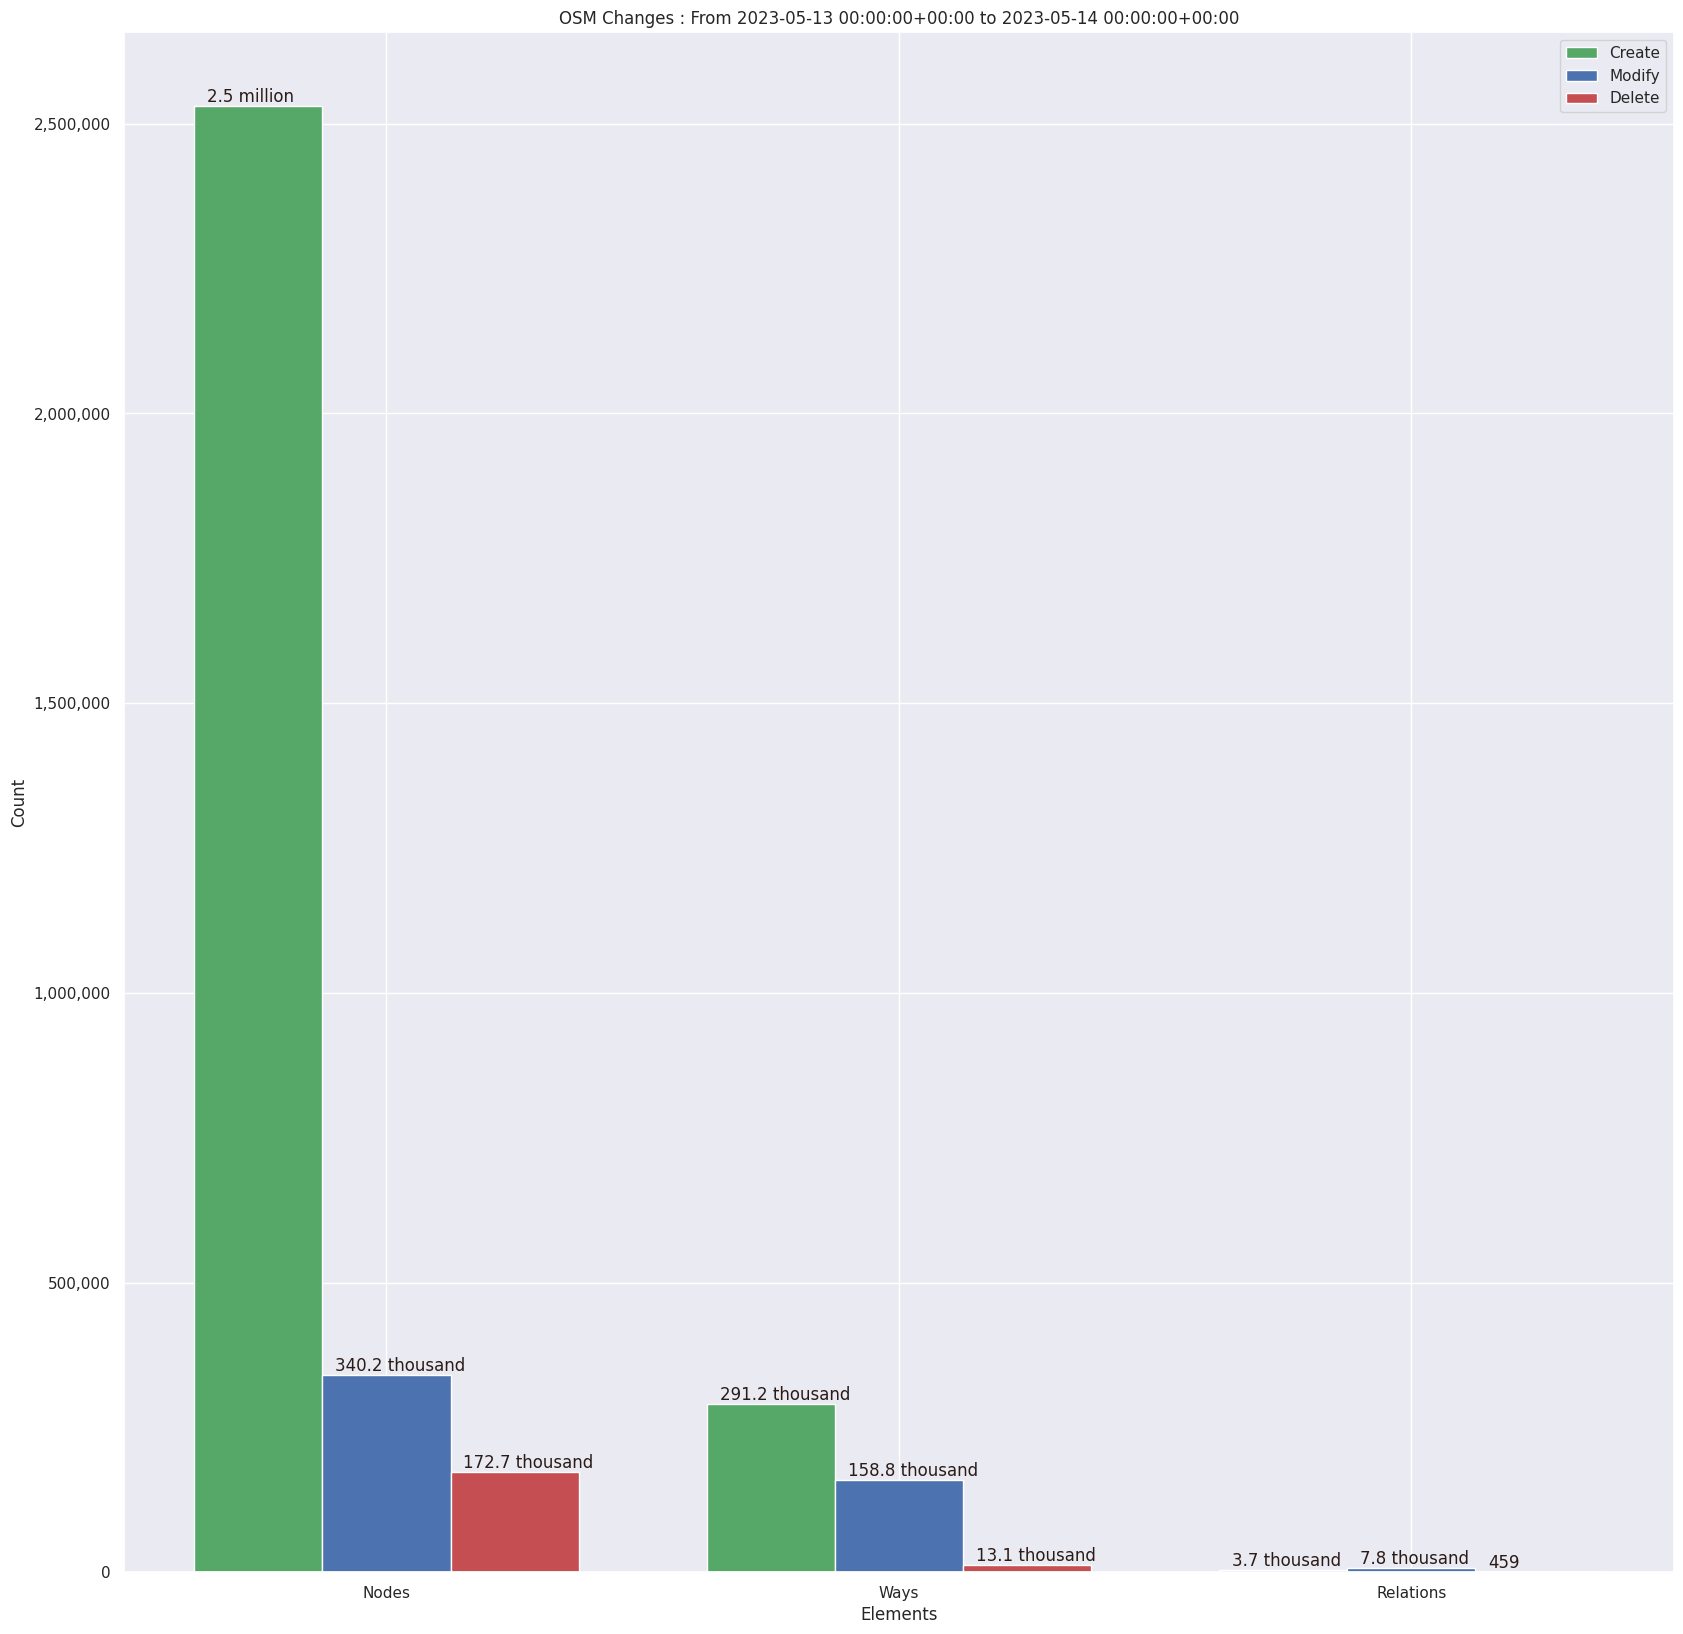 OSM Changes : From 2023-05-13 00:00:00+00:00 to 2023-05-14 00:00:00+00:00
Create
Modify
Delete
2.5 million
2,500,000
2,000,000
1,500,000
Count
1,000,000
500,000
340.2 thousand
291.2 thousand
172.7 thousand
158.8 thousand
13.1 thousand
3.7 thousand
7.8 thousand
459
0
Nodes
Ways
Relations
Elements